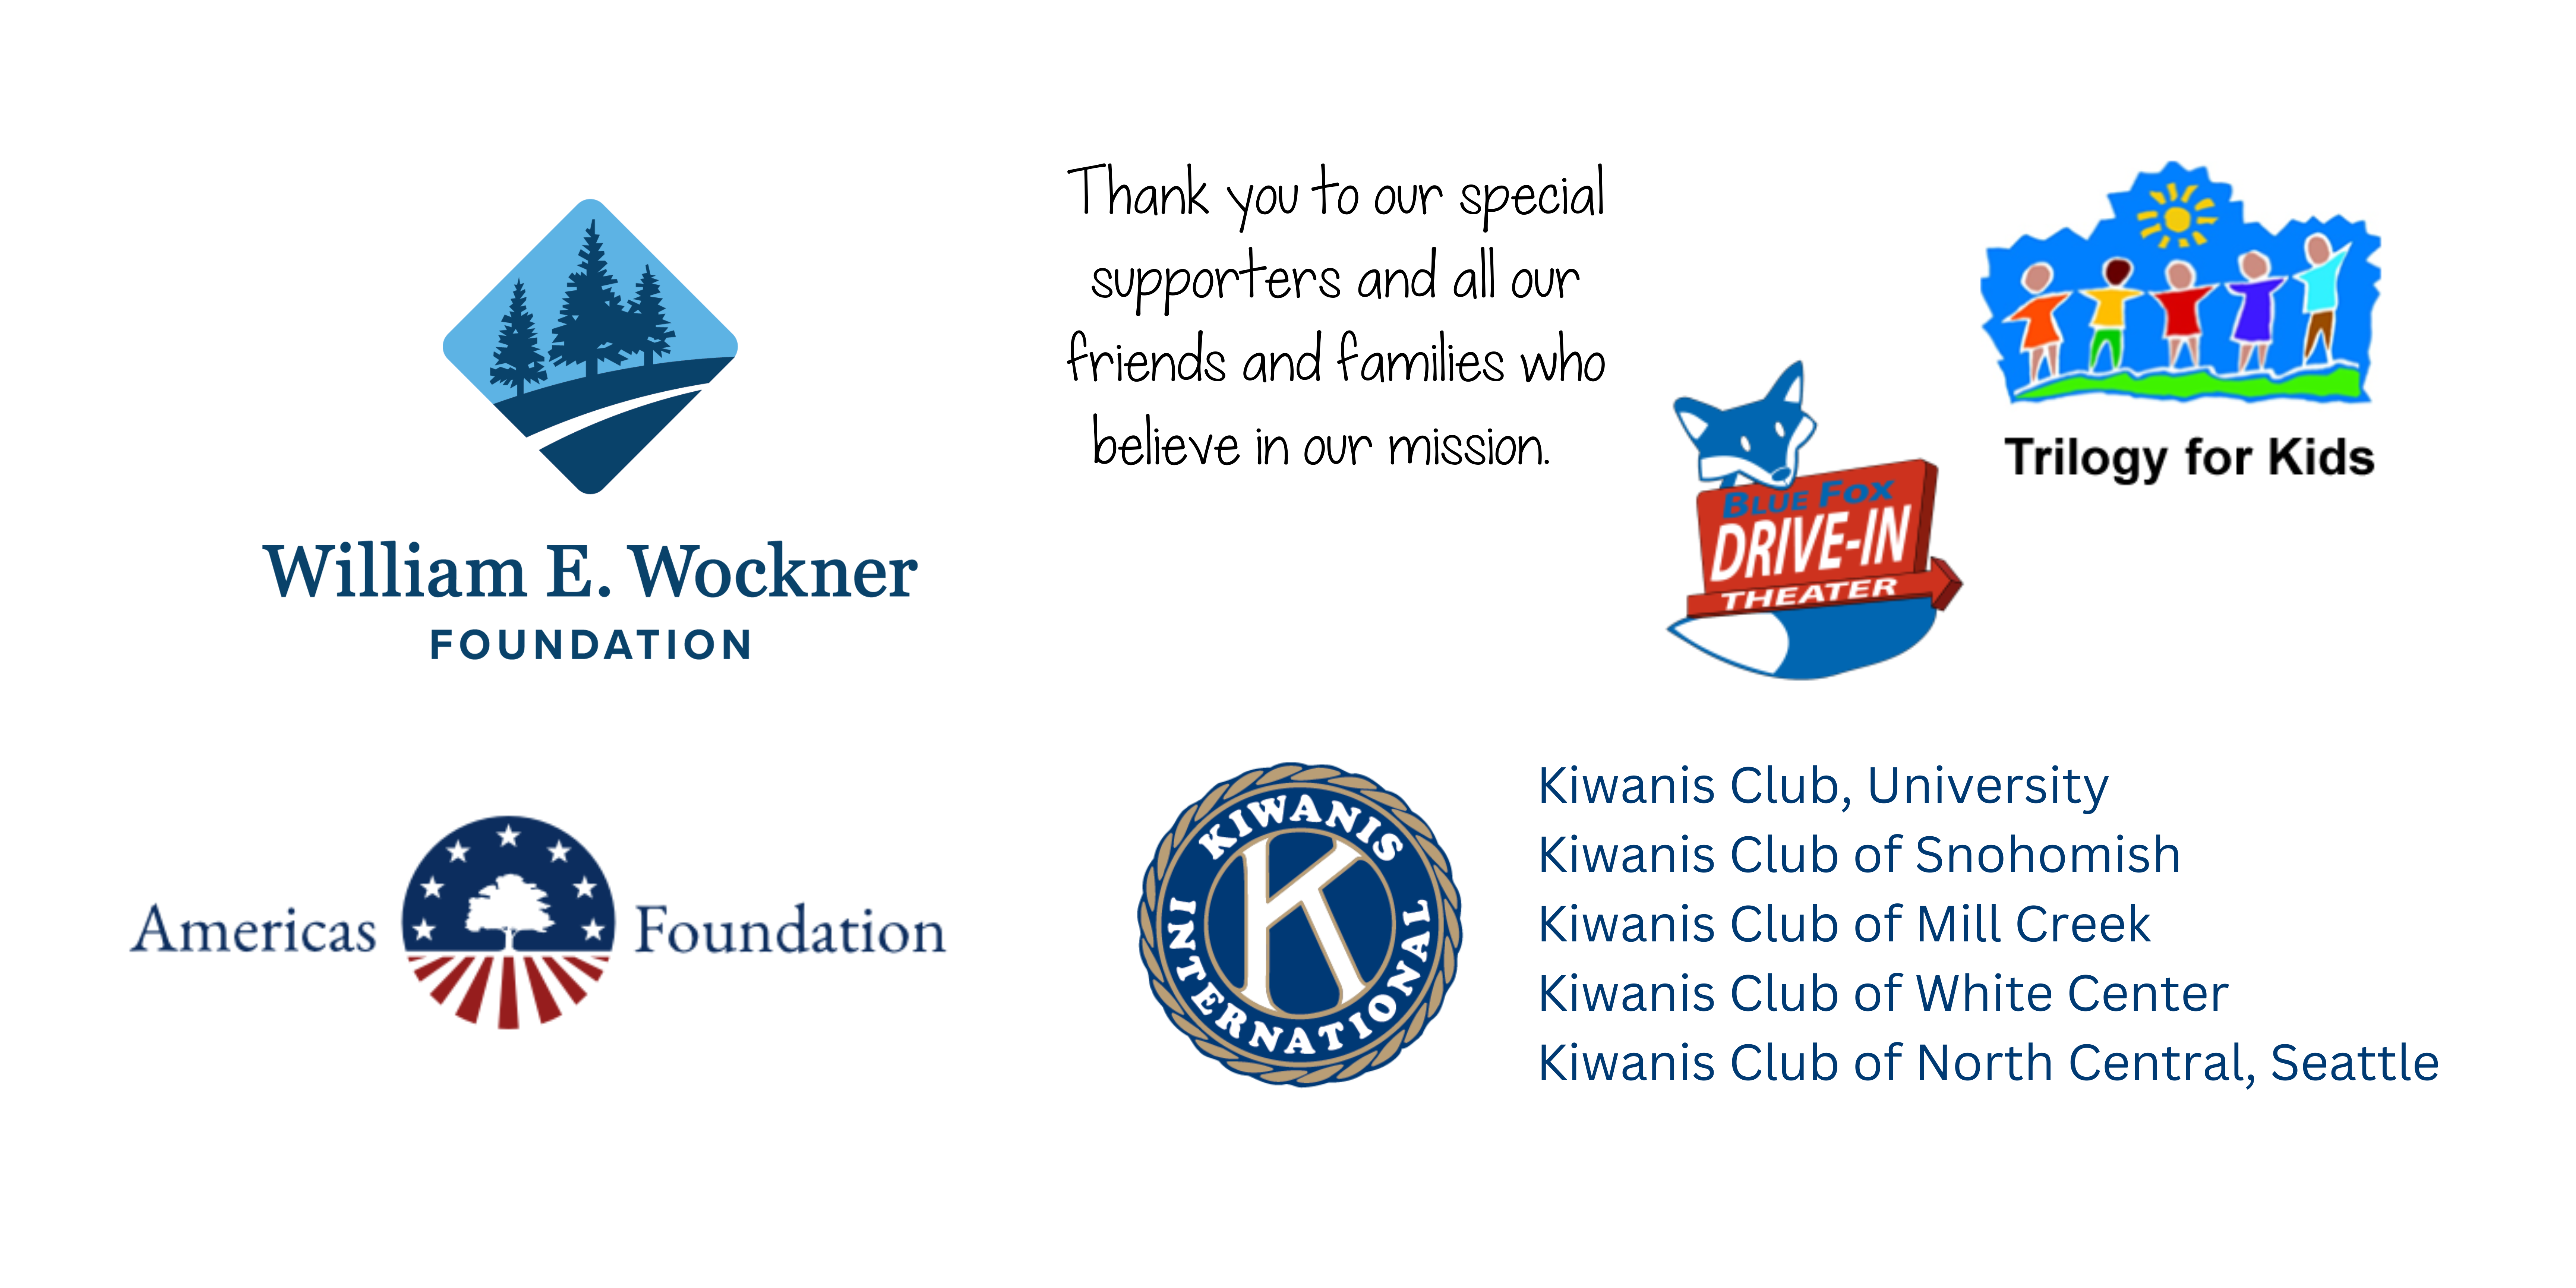 Thank you to our special
supporters and all our
friends and families who
believe in our mission.
William E. Wockner
FOUNDATION
BLUE FOX
DRIVE-IN
THEATER
Trilogy for Kids
Americas Foundation
KIWANIS
K
INTERNATIONAL
Kiwanis Club, University
Kiwanis Club of Snohomish
Kiwanis Club of Mill Creek
Kiwanis Club of White Center
Kiwanis Club of North Central, Seattle